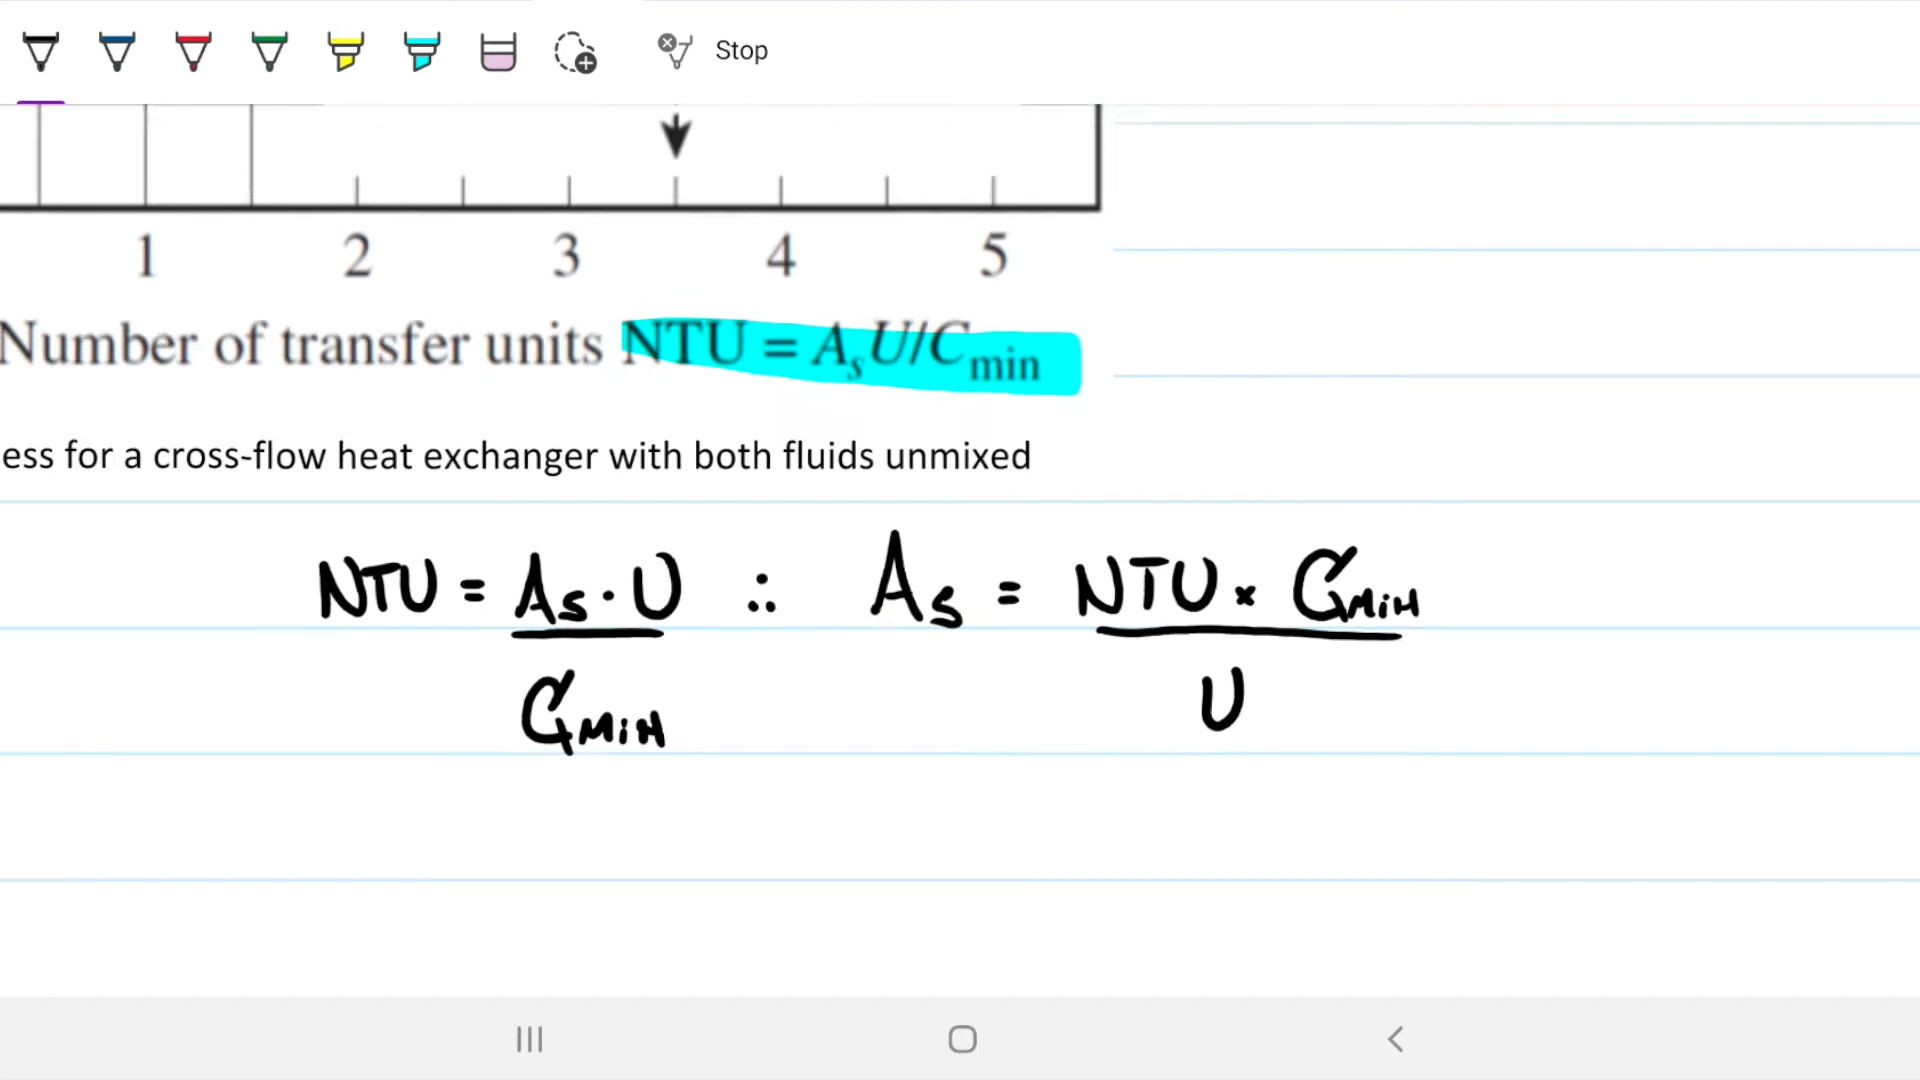 Stop
1 2 3 4 5
Number of transfer units NTU = AsU/Cmin
ess for a cross-flow heat exchanger with both fluids unmixed
NTU = As · U ∴ As = NTU × CMIN
CMIN U